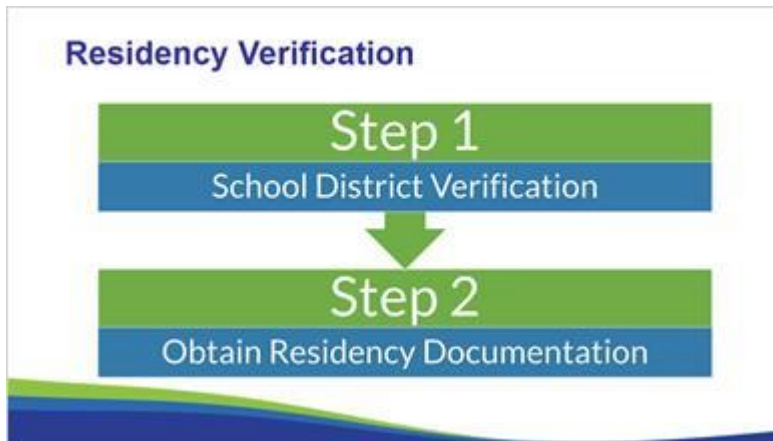 Residency Verification
Step 1
School District Verification
Step 2
Obtain Residency Documentation